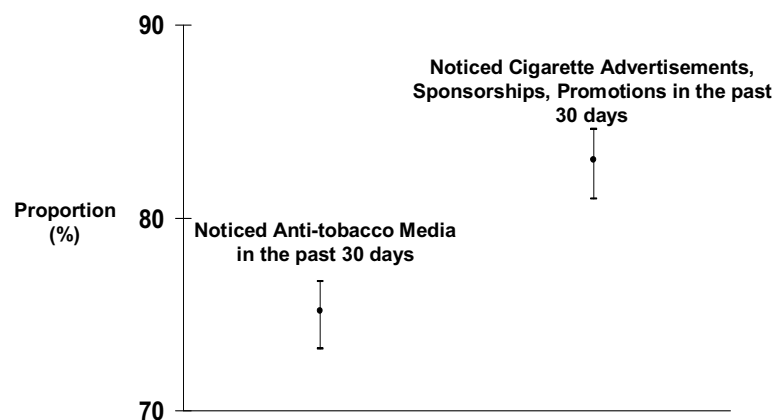 90
Noticed Cigarette Advertisements,
Sponsorships, Promotions in the past
30 days
Proportion
(%)
80
Noticed Anti-tobacco Media
in the past 30 days
70